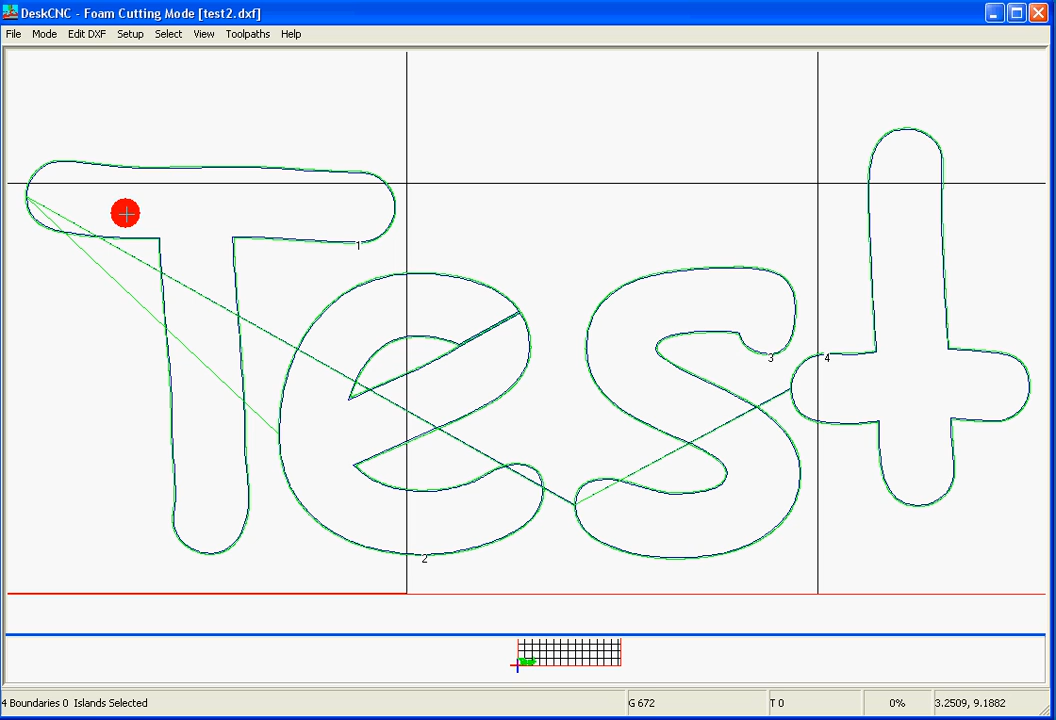 DeskCNC - Foam Cutting Mode [test2.dxf]
File Mode Edit DXF Setup Select View Toolpaths Help
Test
1
3
4
2
4 Boundaries 0 Islands Selected G 672 T 0 0% 3.2509, 9.1882